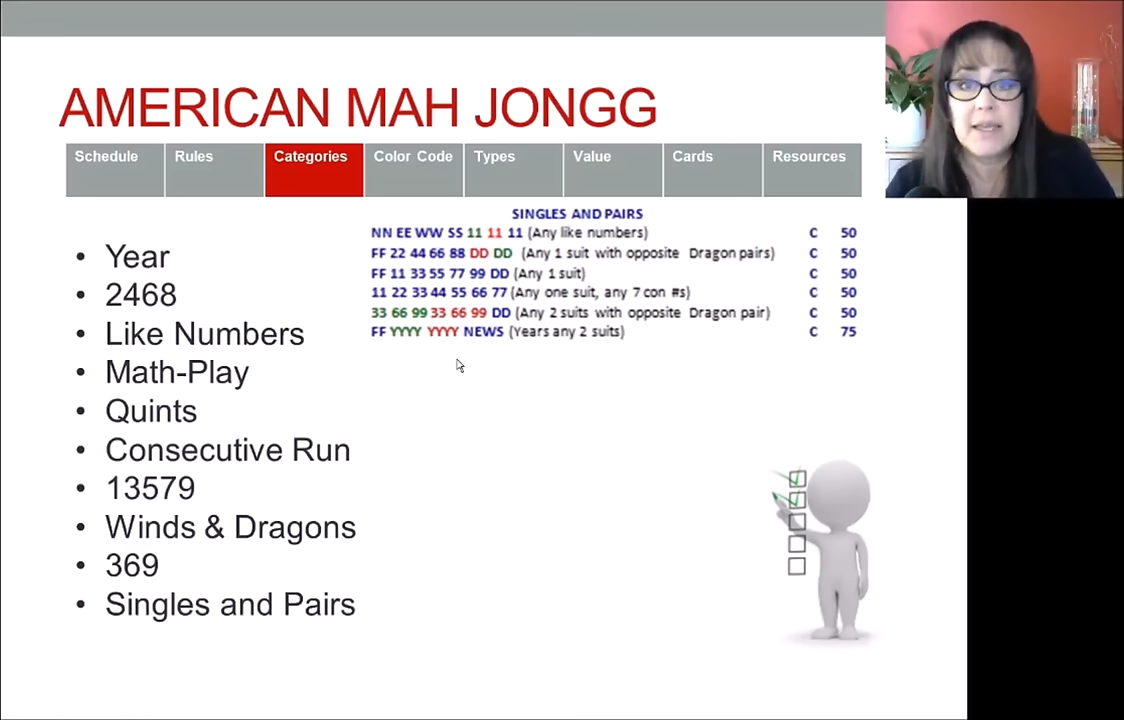 AMERICAN MAH JONGG
Schedule Rules Categories Color Code Types Value Cards Resources
SINGLES AND PAIRS
NN EE WW SS 11 11 11 (Any like numbers) C 50
FF 22 44 66 88 DD DD (Any 1 suit with opposite Dragon pairs) C 50
FF 11 33 55 77 99 DD (Any 1 suit) C 50
11 22 33 44 55 66 77 (Any one suit, any 7 con #s) C 50
33 66 99 33 66 99 DD (Any 2 suits with opposite Dragon pair) C 50
FF YYYY YYYY NEWS (Years any 2 suits) C 75
• Year
• 2468
• Like Numbers
• Math-Play
• Quints
• Consecutive Run
• 13579
• Winds & Dragons
• 369
• Singles and Pairs